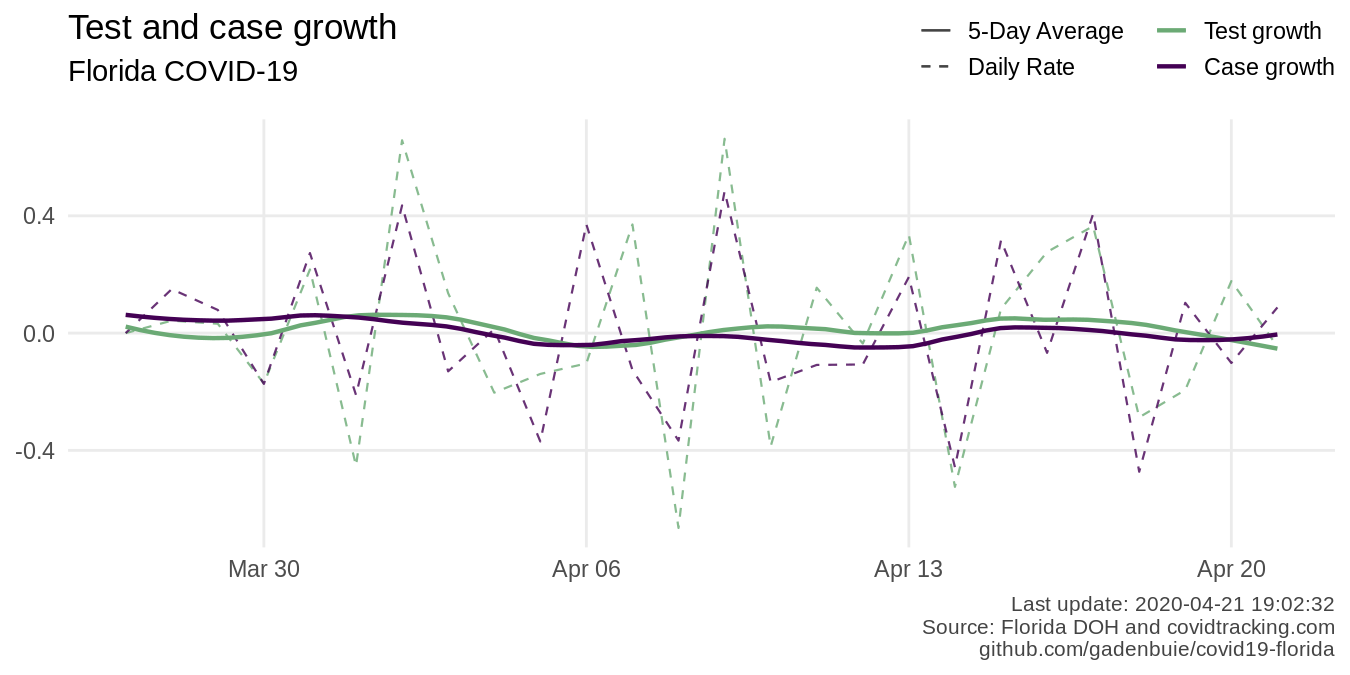 Test and case growth
Florida COVID-19
5-Day Average
Test growth
Daily Rate
Case growth
0.4
0.0
-0.4
Mar 30
Apr 06
Apr 13
Apr 20
Last update: 2020-04-21 19:02:32
Source: Florida DOH and covidtracking.com
github.com/gadenbuie/covid19-florida